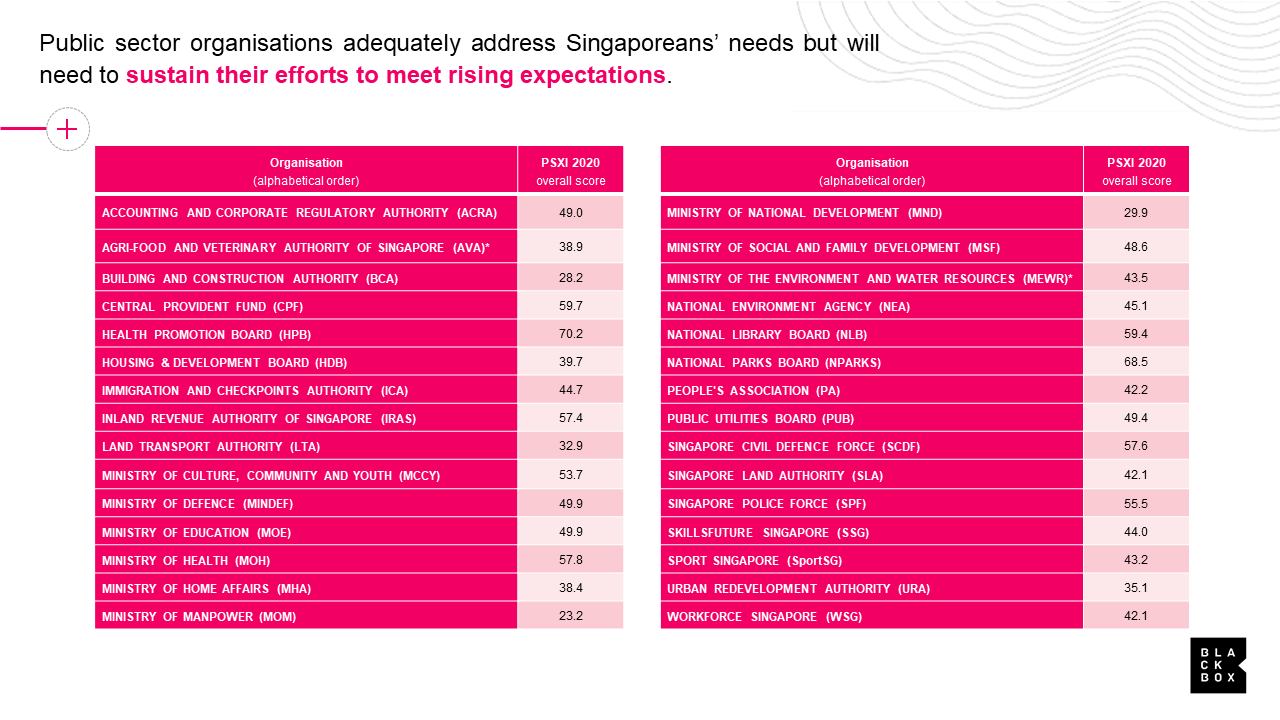 Public sector organisations adequately address Singaporeans’ needs but will
need to sustain their efforts to meet rising expectations.
Organisation
(alphabetical order)
PSXI 2020
overall score
ACCOUNTING AND CORPORATE REGULATORY AUTHORITY (ACRA) 49.0
AGRI-FOOD AND VETERINARY AUTHORITY OF SINGAPORE (AVA)* 38.9
BUILDING AND CONSTRUCTION AUTHORITY (BCA) 28.2
CENTRAL PROVIDENT FUND (CPF) 59.7
HEALTH PROMOTION BOARD (HPB) 70.2
HOUSING & DEVELOPMENT BOARD (HDB) 39.7
IMMIGRATION AND CHECKPOINTS AUTHORITY (ICA) 44.7
INLAND REVENUE AUTHORITY OF SINGAPORE (IRAS) 57.4
LAND TRANSPORT AUTHORITY (LTA) 32.9
MINISTRY OF CULTURE, COMMUNITY AND YOUTH (MCCY) 53.7
MINISTRY OF DEFENCE (MINDEF) 49.9
MINISTRY OF EDUCATION (MOE) 49.9
MINISTRY OF HEALTH (MOH) 57.8
MINISTRY OF HOME AFFAIRS (MHA) 38.4
MINISTRY OF MANPOWER (MOM) 23.2
Organisation
(alphabetical order)
PSXI 2020
overall score
MINISTRY OF NATIONAL DEVELOPMENT (MND) 29.9
MINISTRY OF SOCIAL AND FAMILY DEVELOPMENT (MSF) 48.6
MINISTRY OF THE ENVIRONMENT AND WATER RESOURCES (MEWR)* 43.5
NATIONAL ENVIRONMENT AGENCY (NEA) 45.1
NATIONAL LIBRARY BOARD (NLB) 59.4
NATIONAL PARKS BOARD (NPARKS) 68.5
PEOPLE'S ASSOCIATION (PA) 42.2
PUBLIC UTILITIES BOARD (PUB) 49.4
SINGAPORE CIVIL DEFENCE FORCE (SCDF) 57.6
SINGAPORE LAND AUTHORITY (SLA) 42.1
SINGAPORE POLICE FORCE (SPF) 55.5
SKILLSFUTURE SINGAPORE (SSG) 44.0
SPORT SINGAPORE (SportSG) 43.2
URBAN REDEVELOPMENT AUTHORITY (URA) 35.1
WORKFORCE SINGAPORE (WSG) 42.1
BLA
CK
BOX